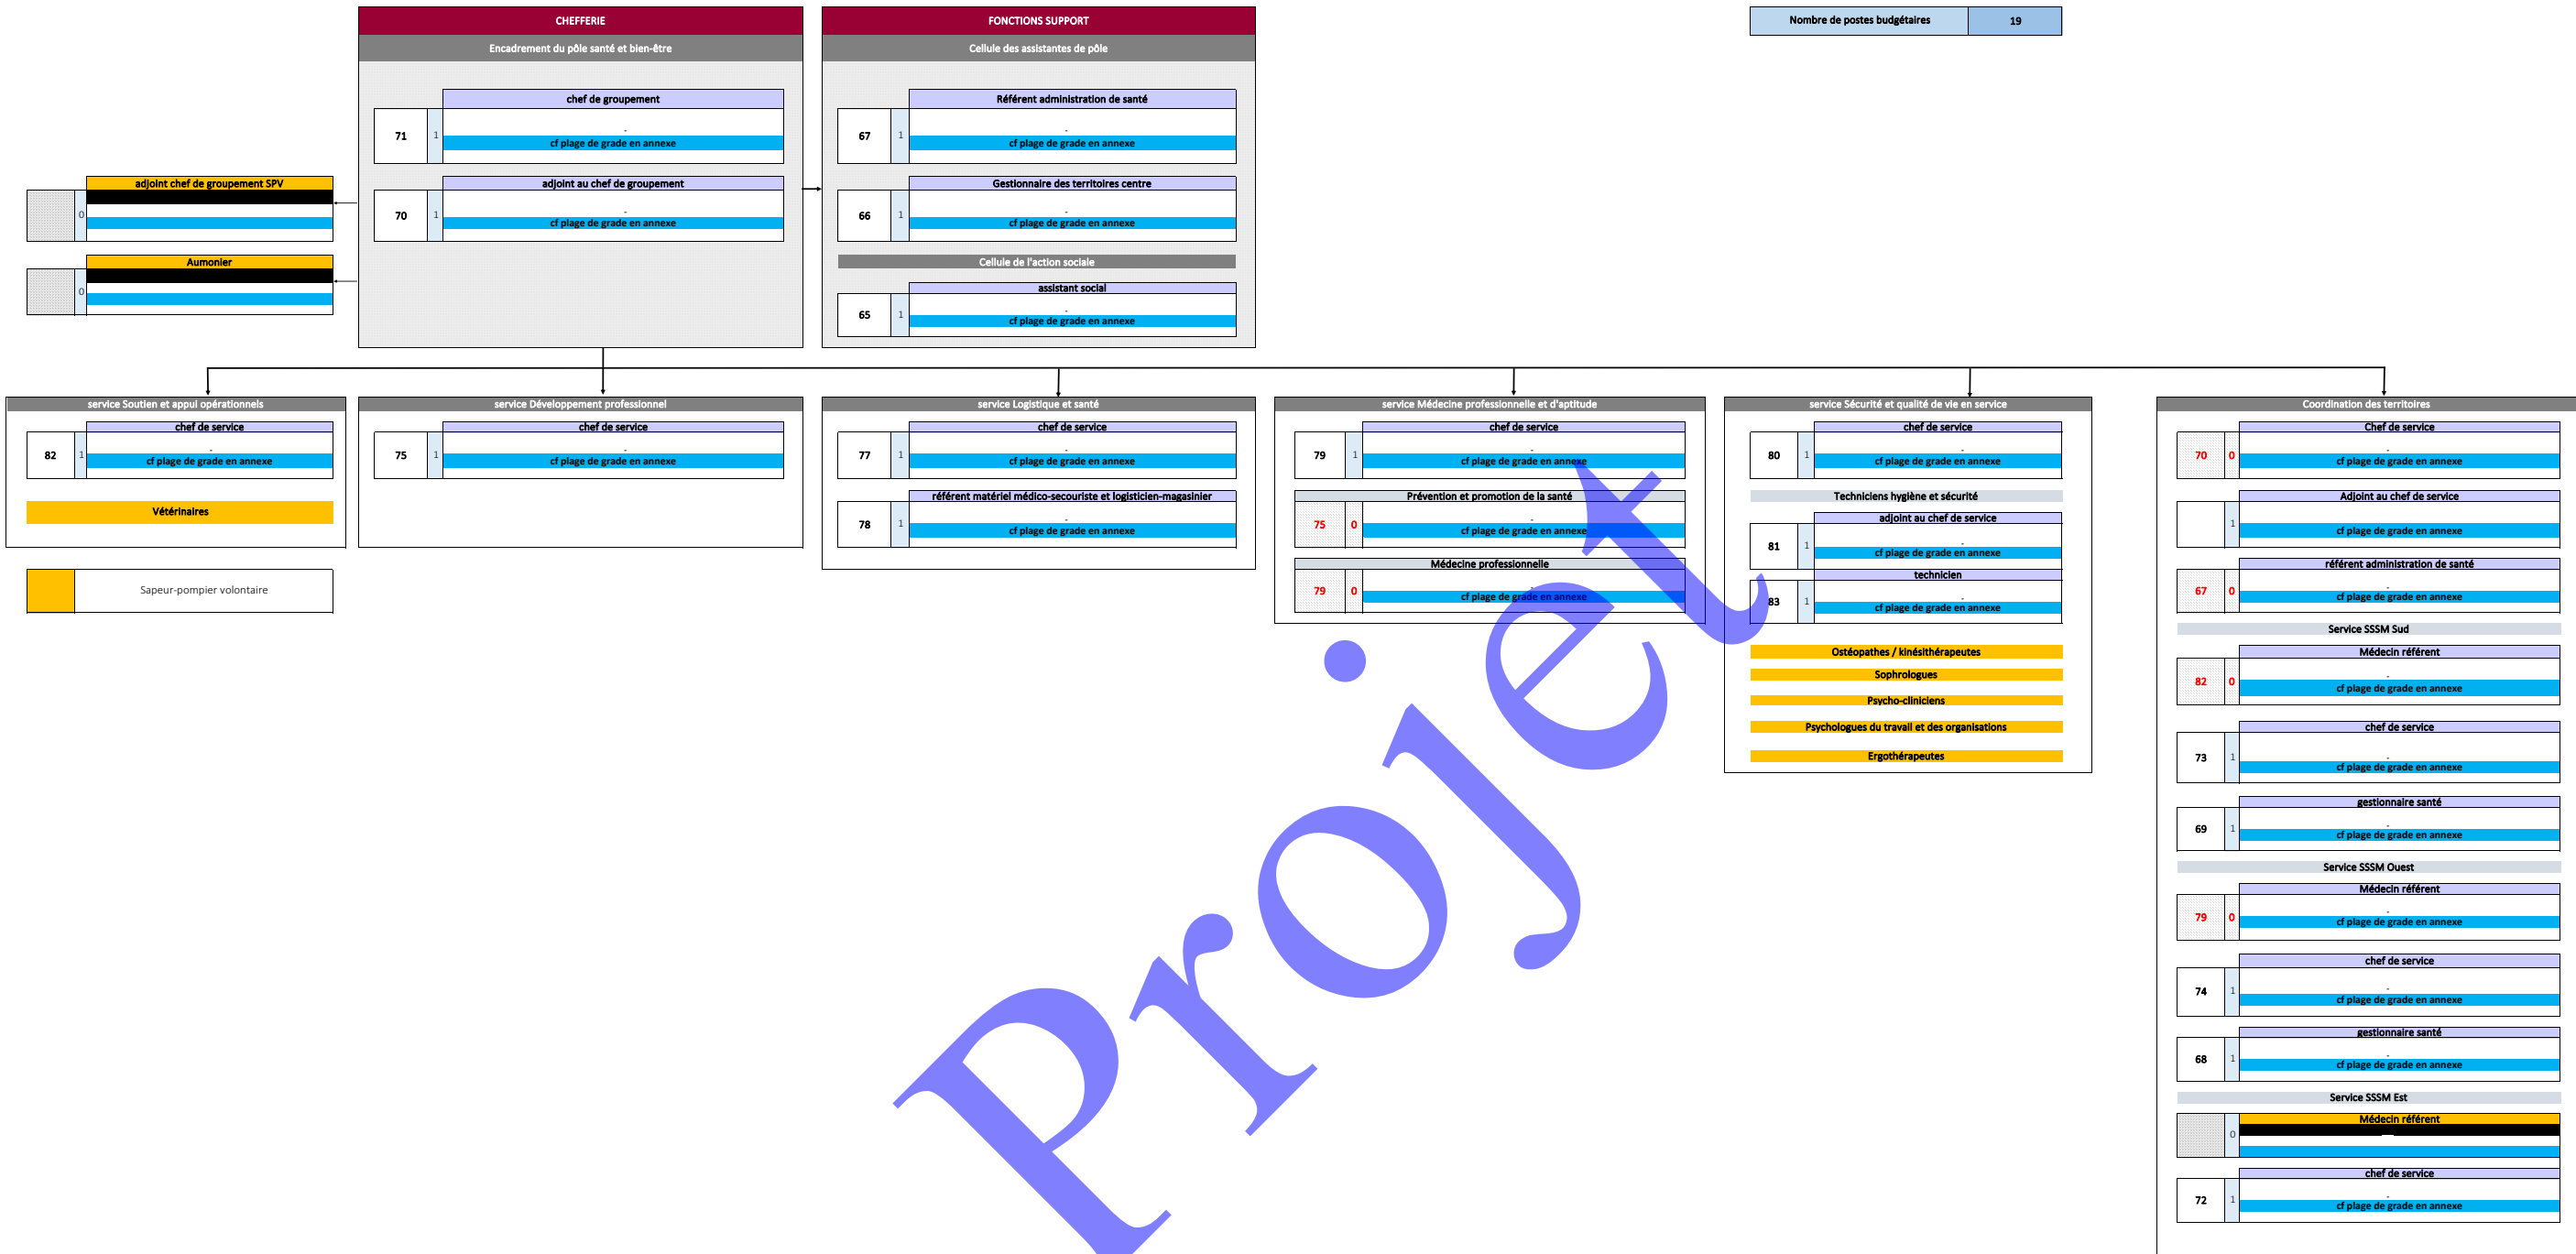 CHEFFERIE
Encadrement du pôle santé et bien-être
chef de groupement
71 1
-
cf plage de grade en annexe
adjoint au chef de groupement
70 1
-
cf plage de grade en annexe
FONCTIONS SUPPORT
Cellule des assistantes de pôle
Référent administration de santé
67 1
-
cf plage de grade en annexe
Gestionnaire des territoires centre
66 1
-
cf plage de grade en annexe
Cellule de l'action sociale
assistant social
65 1
-
cf plage de grade en annexe
Nombre de postes budgétaires 19
adjoint chef de groupement SPV
0
Aumonier
0
service Soutien et appui opérationnels
chef de service
82 1
-
cf plage de grade en annexe
Vétérinaires
Sapeur-pompier volontaire
service Développement professionnel
chef de service
75 1
-
cf plage de grade en annexe
service Logistique et santé
chef de service
77 1
-
cf plage de grade en annexe
référent matériel médico-secouriste et logisticien-magasinier
78 1
-
cf plage de grade en annexe
service Médecine professionnelle et d'aptitude
chef de service
79 1
-
cf plage de grade en annexe
Prévention et promotion de la santé
75 0
-
cf plage de grade en annexe
Médecine professionnelle
79 0
-
cf plage de grade en annexe
service Sécurité et qualité de vie en service
chef de service
80 1
-
cf plage de grade en annexe
Techniciens hygiène et sécurité
adjoint au chef de service
81 1
-
cf plage de grade en annexe
technicien
83 1
-
cf plage de grade en annexe
Ostéopathes / kinésithérapeutes
Sophrologues
Psycho-cliniciens
Psychologues du travail et des organisations
Ergothérapeutes
Coordination des territoires
Chef de service
70 0
-
cf plage de grade en annexe
Adjoint au chef de service
1
-
cf plage de grade en annexe
référent administration de santé
67 0
-
cf plage de grade en annexe
Service SSSM Sud
Médecin référent
82 0
-
cf plage de grade en annexe
chef de service
73 1
-
cf plage de grade en annexe
gestionnaire santé
69 1
-
cf plage de grade en annexe
Service SSSM Ouest
Médecin référent
79 0
-
cf plage de grade en annexe
chef de service
74 1
-
cf plage de grade en annexe
gestionnaire santé
68 1
-
cf plage de grade en annexe
Service SSSM Est
Médecin référent
0
chef de service
72 1
-
cf plage de grade en annexe
Projet